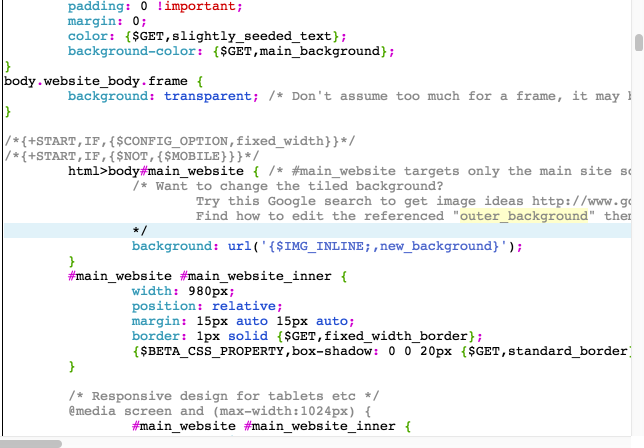 padding: 0 !important;
margin: 0;
color: {$GET,slightly_seeded_text};
background-color: {$GET,main_background};
}
body.website_body.frame {
background: transparent; /* Don't assume too much for a frame, it may
}
/*{+START,IF,{$CONFIG_OPTION,fixed_width}}*/
/*{+START,IF,{$NOT,{$MOBILE}}}*/
html>body#main_website { /* #main_website targets only the main site
/* Want to change the tiled background?
Try this Google search to get image ideas http://www.
Find how to edit the referenced "outer_background"
*/
background: url('{$IMG_INLINE;,new_background}');
}
#main_website #main_website_inner {
width: 980px;
position: relative;
margin: 15px auto 15px auto;
border: 1px solid {$GET,fixed_width_border};
{$BETA_CSS_PROPERTY,box-shadow: 0 0 20px {$GET,standard_border
}
/* Responsive design for tablets etc */
@media screen and (max-width:1024px) {
#main_website #main_website_inner {